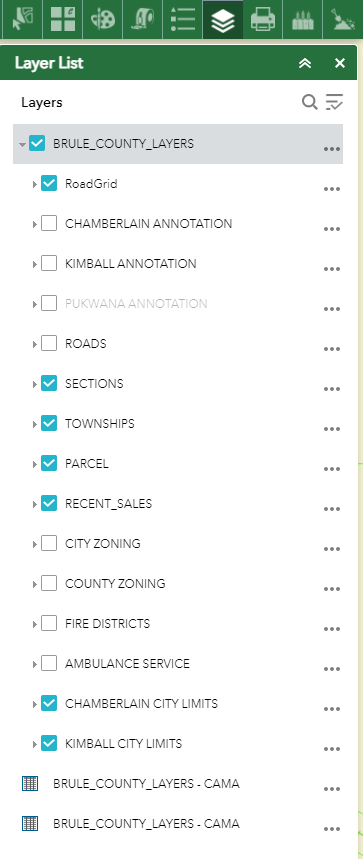 Layer List
Layers
BRULE_COUNTY_LAYERS
RoadGrid
CHAMBERLAIN ANNOTATION
KIMBALL ANNOTATION
PUKWANA ANNOTATION
ROADS
SECTIONS
TOWNSHIPS
PARCEL
RECENT_SALES
CITY ZONING
COUNTY ZONING
FIRE DISTRICTS
AMBULANCE SERVICE
CHAMBERLAIN CITY LIMITS
KIMBALL CITY LIMITS
BRULE_COUNTY_LAYERS - CAMA
BRULE_COUNTY_LAYERS - CAMA